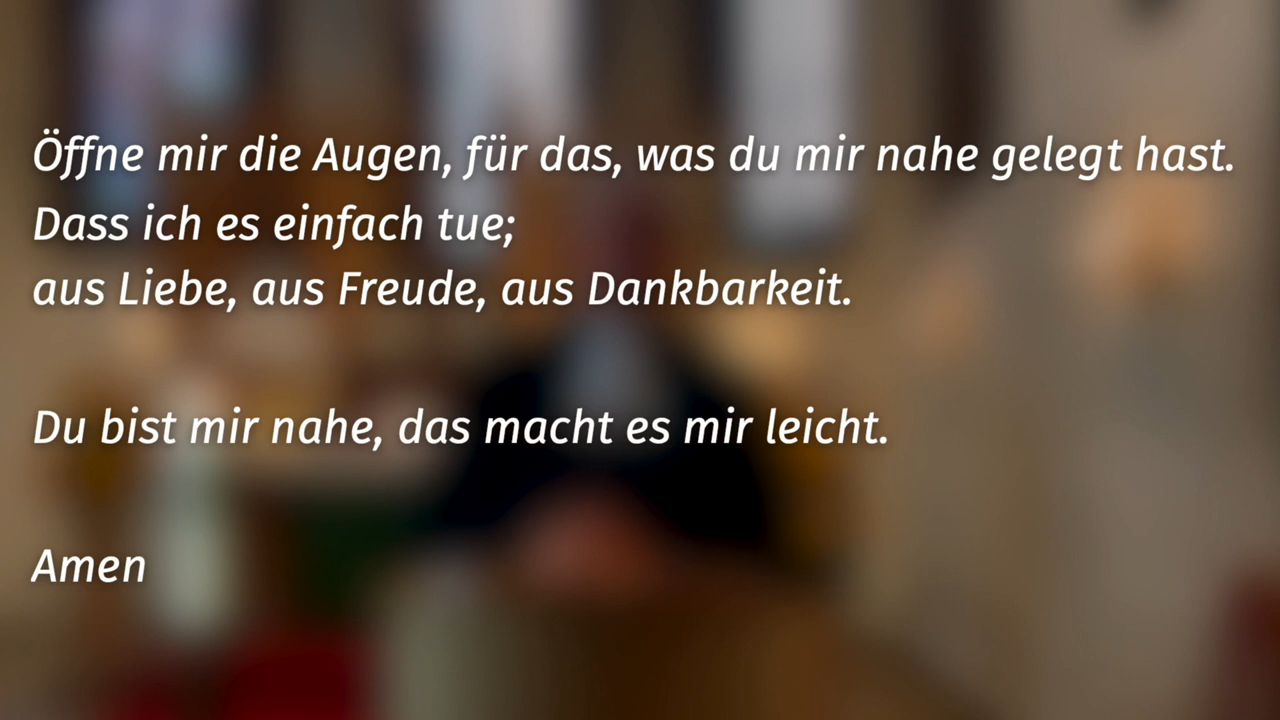 Öffne mir die Augen, für das, was du mir nahe gelegt hast.
Dass ich es einfach tue;
aus Liebe, aus Freude, aus Dankbarkeit.
Du bist mir nahe, das macht es mir leicht.
Amen